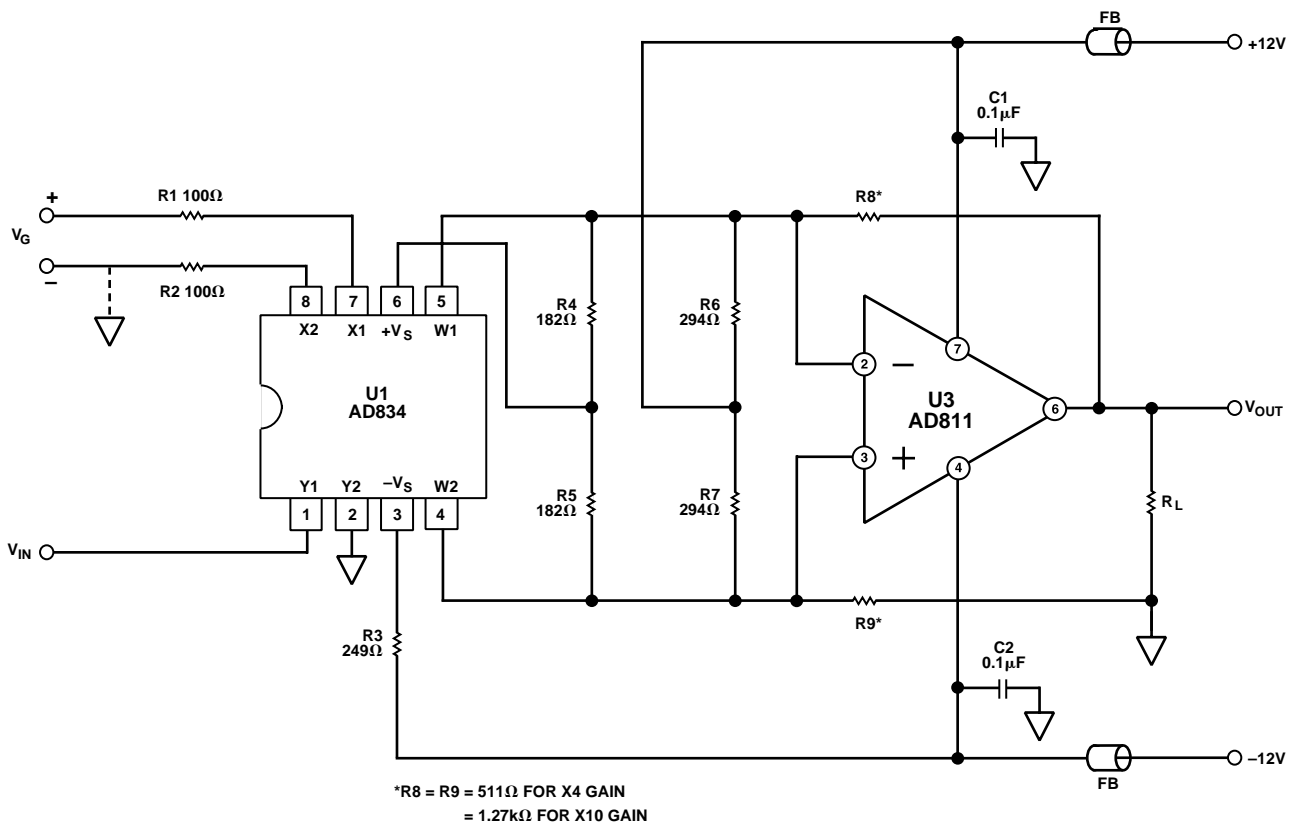 FB
+12V
C1
0.1µF
R1 100Ω
R8*
+
VG
−
R2 100Ω
8 7 6 5
X2 X1 +VS W1
R4
182Ω
R6
294Ω
7
2 −
U1
AD834
U3
AD811
6
VOUT
3 +
4
Y1 Y2 −VS W2
R5
182Ω
R7
294Ω
RL
1 2 3 4
VIN
R9*
R3
249Ω
C2
0.1µF
−12V
FB
*R8 = R9 = 511Ω FOR X4 GAIN
= 1.27kΩ FOR X10 GAIN